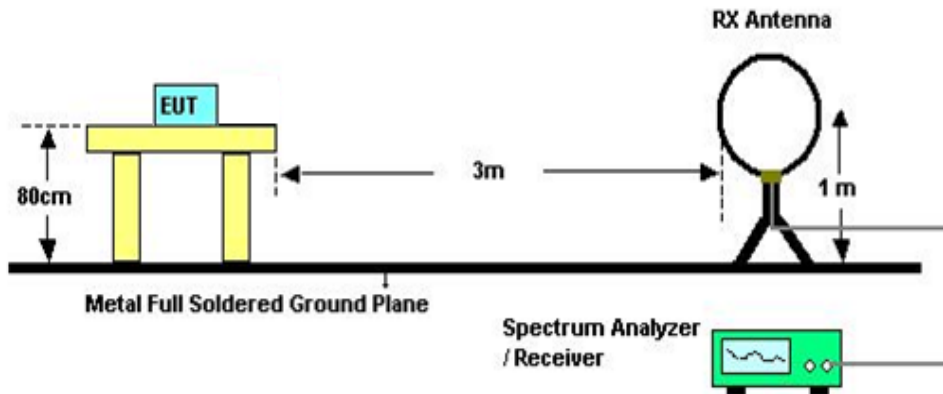 RX Antenna
EUT
80cm
3m
1 m
Metal Full Soldered Ground Plane
Spectrum Analyzer
/ Receiver